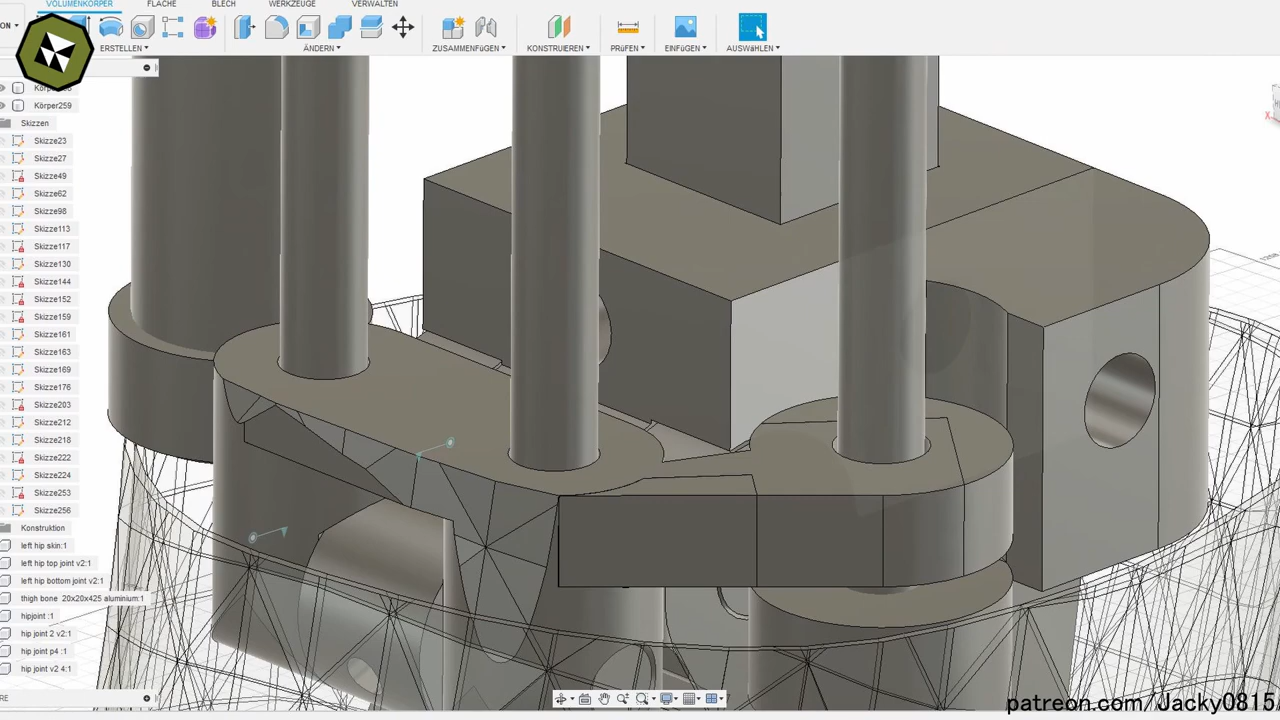 VOLUMENKÖRPER FLÄCHE BLECH WERKZEUGE VERWALTEN
ERSTELLEN ÄNDERN ZUSAMMENFÜGEN KONSTRUIEREN PRÜFEN EINFÜGEN AUSWÄHLEN
Körper259
Skizzen
Skizze23
Skizze27
Skizze49
Skizze62
Skizze98
Skizze113
Skizze117
Skizze130
Skizze144
Skizze152
Skizze159
Skizze161
Skizze163
Skizze169
Skizze176
Skizze203
Skizze212
Skizze218
Skizze222
Skizze224
Skizze253
Skizze256
Konstruktion
left hip skin:1
left hip top joint v2:1
left hip bottom joint v2:1
thigh bone 20x20x425 aluminium:1
hipjoint :1
hip joint 2 v2:1
hip joint p4 :1
hip joint v2 4:1
patreon.com/Jacky0815